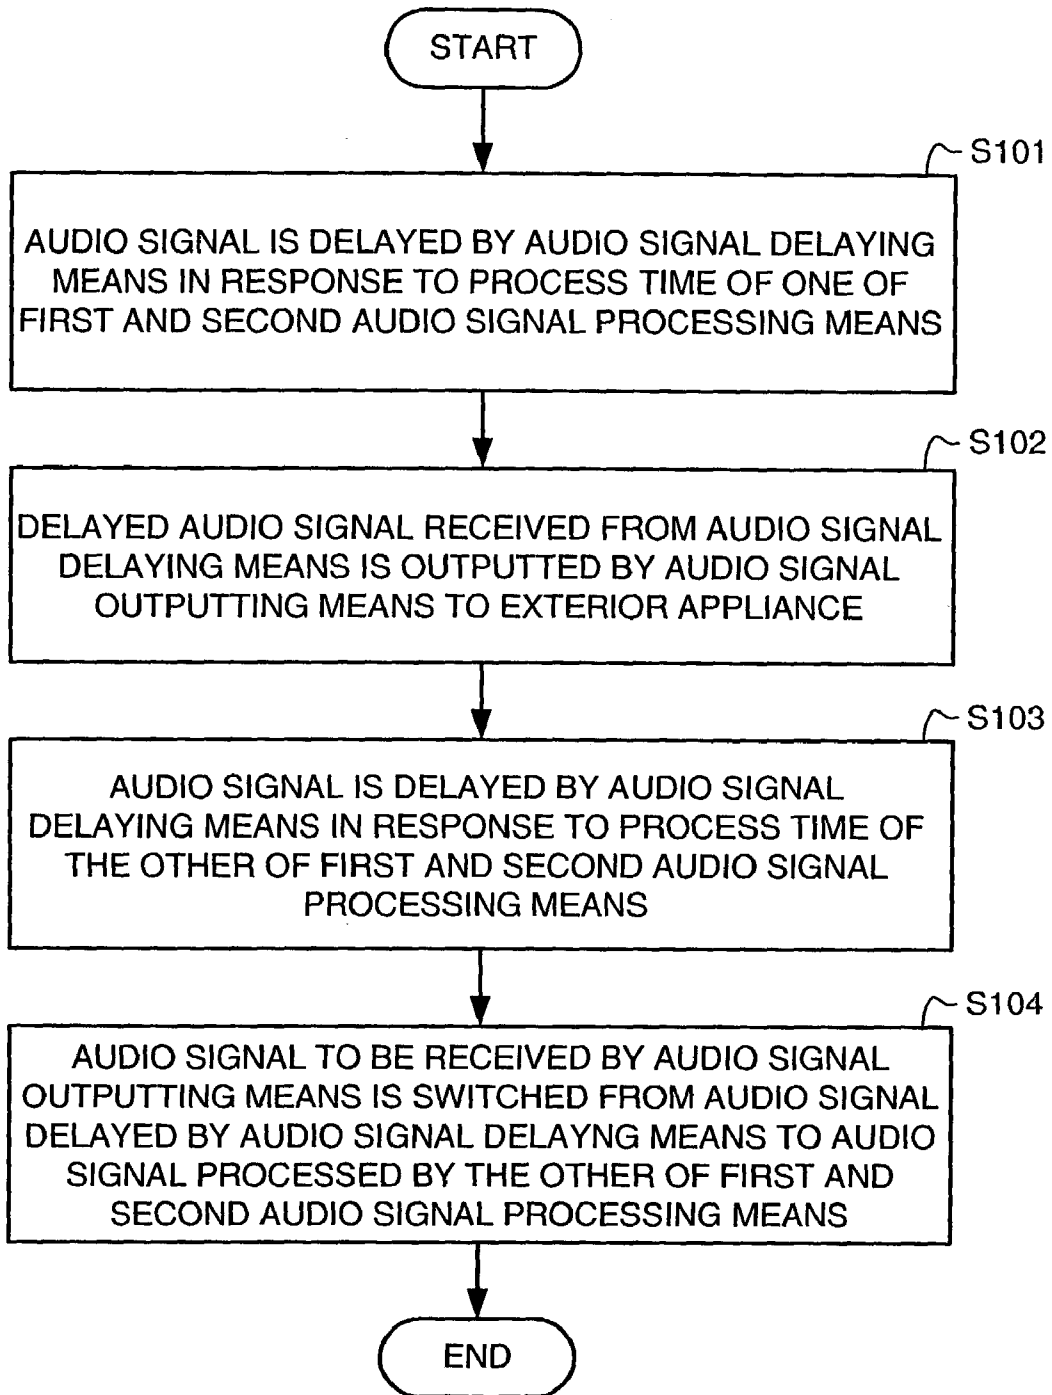 START
S101
AUDIO SIGNAL IS DELAYED BY AUDIO SIGNAL DELAYING
MEANS IN RESPONSE TO PROCESS TIME OF ONE OF
FIRST AND SECOND AUDIO SIGNAL PROCESSING MEANS
S102
DELAYED AUDIO SIGNAL RECEIVED FROM AUDIO SIGNAL
DELAYING MEANS IS OUTPUTTED BY AUDIO SIGNAL
OUTPUTTING MEANS TO EXTERIOR APPLIANCE
S103
AUDIO SIGNAL IS DELAYED BY AUDIO SIGNAL
DELAYING MEANS IN RESPONSE TO PROCESS TIME OF
THE OTHER OF FIRST AND SECOND AUDIO SIGNAL
PROCESSING MEANS
S104
AUDIO SIGNAL TO BE RECEIVED BY AUDIO SIGNAL
OUTPUTTING MEANS IS SWITCHED FROM AUDIO SIGNAL
DELAYED BY AUDIO SIGNAL DELAYNG MEANS TO AUDIO
SIGNAL PROCESSED BY THE OTHER OF FIRST AND
SECOND AUDIO SIGNAL PROCESSING MEANS
END